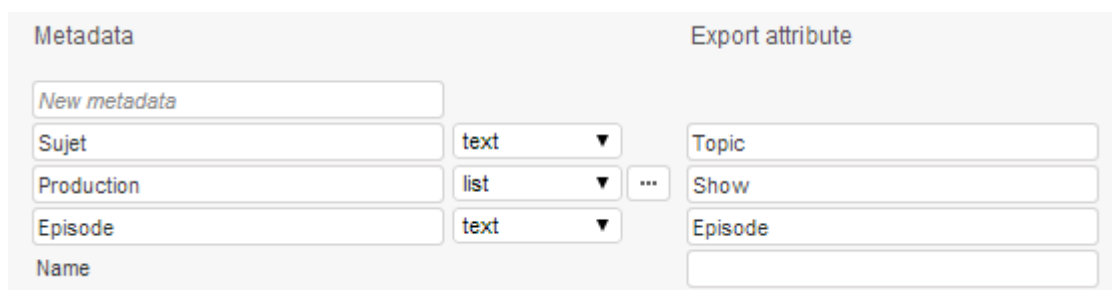 Metadata Export attribute
New metadata
Sujet text ▼ Topic
Production list ▼ ... Show
Episode text ▼ Episode
Name